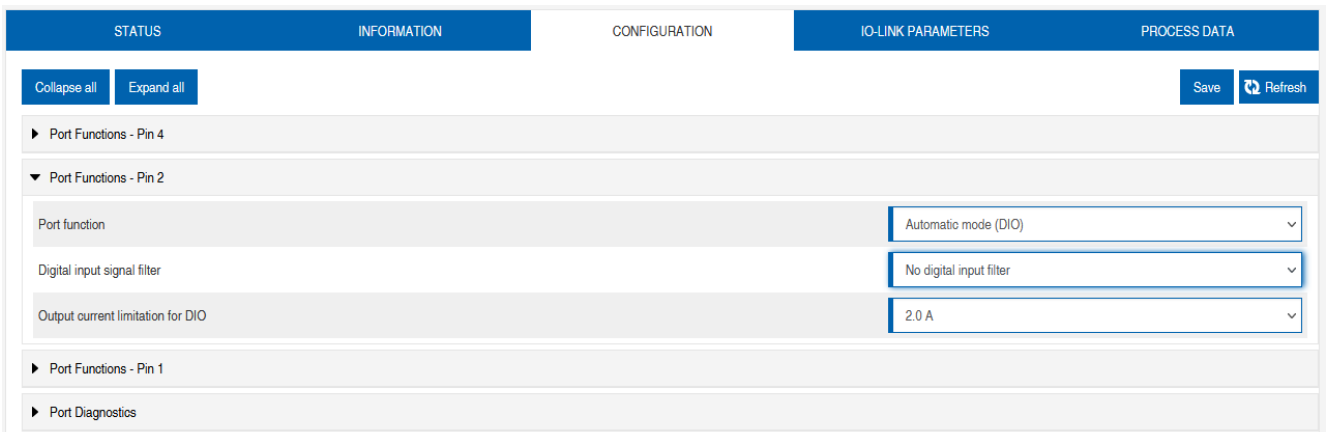 STATUS INFORMATION CONFIGURATION IO-LINK PARAMETERS PROCESS DATA
Collapse all Expand all Save Refresh
Port Functions - Pin 4
Port Functions - Pin 2
Port function Automatic mode (DIO)
Digital input signal filter No digital input filter
Output current limitation for DIO 2.0 A
Port Functions - Pin 1
Port Diagnostics